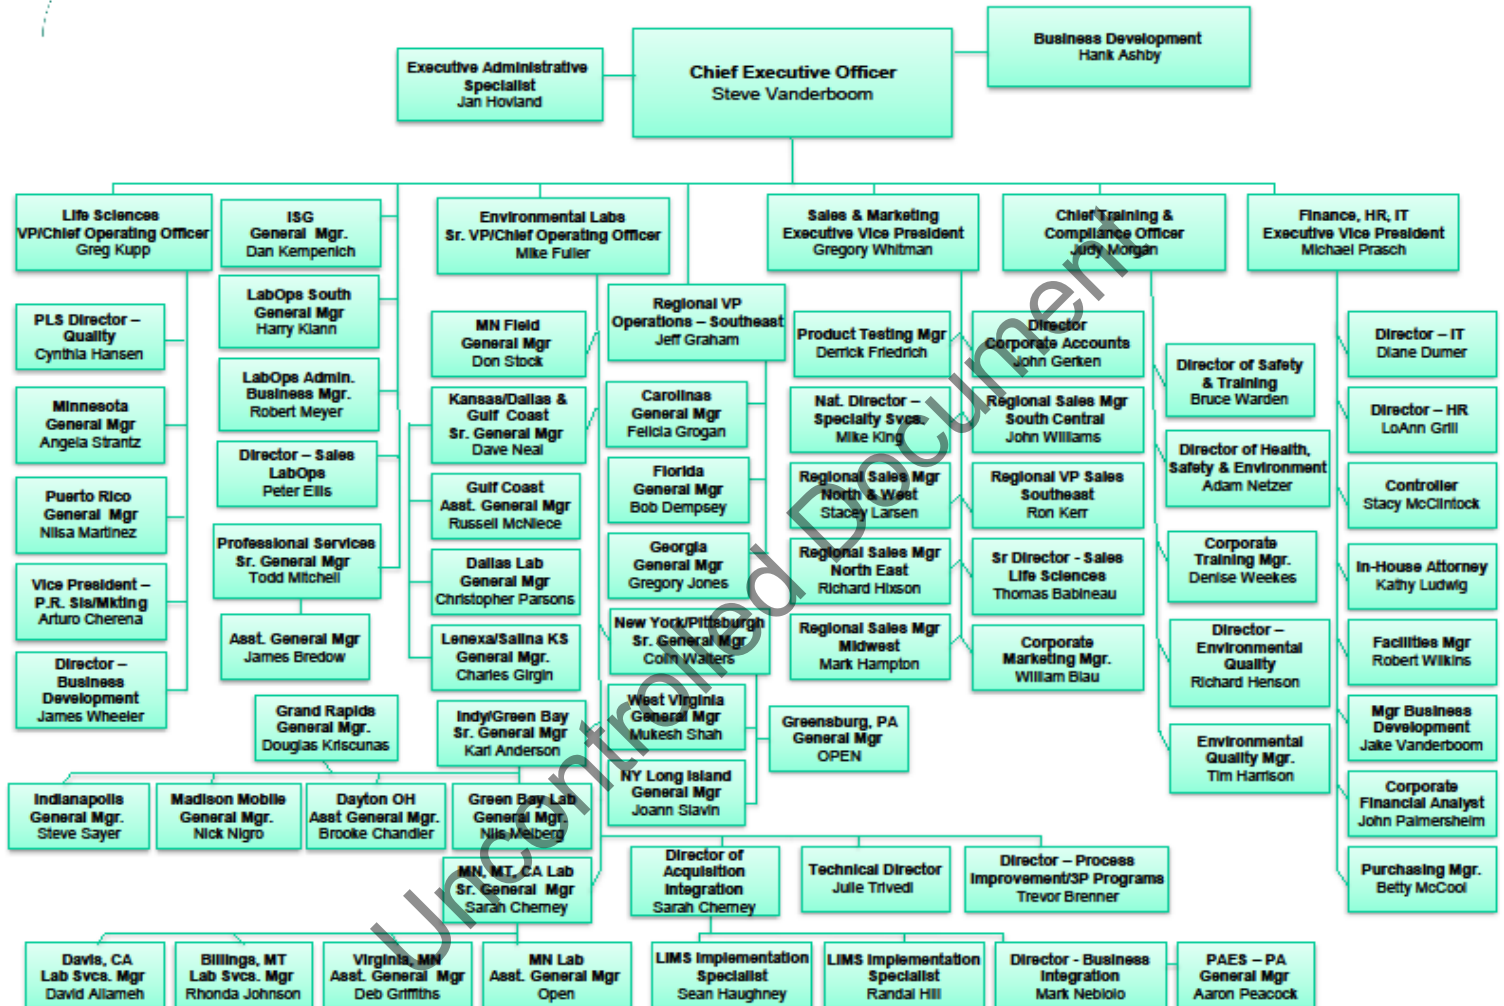 Business Development
Hank Ashby
Executive Administrative
Specialist
Jan Hovland
Chief Executive Officer
Steve Vanderboom
Life Sciences
VP/Chief Operating Officer
Greg Kupp
ISG
General Mgr.
Dan Kempenich
Environmental Labs
Sr. VP/Chief Operating Officer
Mike Fuller
Sales & Marketing
Executive Vice President
Gregory Whitman
Chief Training &
Compliance Officer
Judy Morgan
Finance, HR, IT
Executive Vice President
Michael Prasch
PLS Director –
Quality
Cynthia Hansen
Minnesota
General Mgr
Angela Strantz
Puerto Rico
General Mgr
Nilsa Martinez
Vice President –
P.R. Sls/Mkting
Arturo Cherena
Director –
Business
Development
James Wheeler
LabOps South
General Mgr
Harry Klann
LabOps Admin.
Business Mgr.
Robert Meyer
Director – Sales
LabOps
Peter Ellis
Professional Services
Sr. General Mgr
Todd Mitchell
Asst. General Mgr
James Bredow
Grand Rapids
General Mgr.
Douglas Kriscunas
MN Field
General Mgr
Don Stock
Kansas/Dallas &
Gulf Coast
Sr. General Mgr
Dave Neal
Gulf Coast
Asst. General Mgr
Russell McNiece
Dallas Lab
General Mgr
Christopher Parsons
Lenexa/Salina KS
General Mgr.
Charles Girgin
Indy/Green Bay
Sr. General Mgr
Karl Anderson
Regional VP
Operations – Southeast
Jeff Graham
Carolinas
General Mgr
Felicia Grogan
Florida
General Mgr
Bob Dempsey
Georgia
General Mgr
Gregory Jones
New York/Pittsburgh
Sr. General Mgr
Colin Walters
West Virginia
General Mgr
Mukesh Shah
Greensburg, PA
General Mgr
OPEN
NY Long Island
General Mgr
Joann Slavin
Product Testing Mgr
Derrick Friedrich
Nat. Director –
Specialty Svcs.
Mike King
Regional Sales Mgr
North & West
Stacey Larsen
Regional Sales Mgr
North East
Richard Hixson
Regional Sales Mgr
Midwest
Mark Hampton
Director
Corporate Accounts
John Gerken
Regional Sales Mgr
South Central
John Williams
Regional VP Sales
Southeast
Ron Kerr
Sr Director - Sales
Life Sciences
Thomas Babineau
Corporate
Marketing Mgr.
William Blau
Director of Safety
& Training
Bruce Warden
Director of Health,
Safety & Environment
Adam Netzer
Corporate
Training Mgr.
Denise Weekes
Director –
Environmental
Quality
Richard Henson
Environmental
Quality Mgr.
Tim Harrison
Director – IT
Diane Dumer
Director – HR
LoAnn Grill
Controller
Stacy McClintock
In-House Attorney
Kathy Ludwig
Facilities Mgr
Robert Wilkins
Mgr Business
Development
Jake Vanderboom
Corporate
Financial Analyst
John Palmersheim
Purchasing Mgr.
Betty McCool
Indianapolis
General Mgr.
Steve Sayer
Madison Mobile
General Mgr.
Nick Nigro
Dayton OH
Asst General Mgr.
Brooke Chandler
Green Bay Lab
General Mgr.
Nils Melberg
MN, MT, CA Lab
Sr. General Mgr
Sarah Cherney
Director of
Acquisition
Integration
Sarah Cherney
Technical Director
Julie Trivedi
Director – Process
Improvement/3P Programs
Trevor Brenner
Davis, CA
Lab Svcs. Mgr
David Allameh
Billings, MT
Lab Svcs. Mgr
Rhonda Johnson
Virginia, MN
Asst. General Mgr
Deb Griffiths
MN Lab
Asst. General Mgr
Open
LIMS Implementation
Specialist
Sean Haughney
LIMS Implementation
Specialist
Randal Hill
Director - Business
Integration
Mark Nebiolo
PAES – PA
General Mgr
Aaron Peacock
Uncontrolled Document